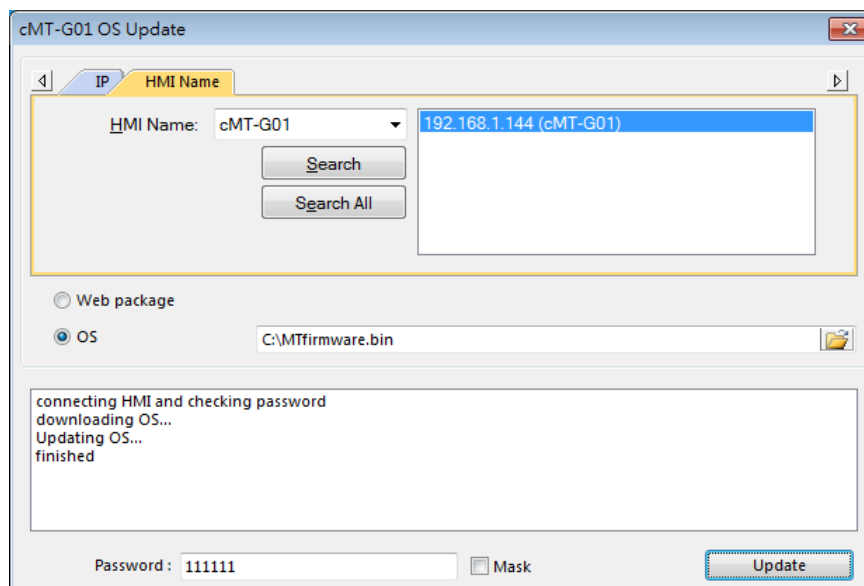 cMT-G01 OS Update
IP HMI Name
HMI Name: cMT-G01 192.168.1.144 (cMT-G01)
Search
Search All
Web package
OS C:\MTfirmware.bin
connecting HMI and checking password
downloading OS...
Updating OS...
finished
Password : 111111 Mask Update